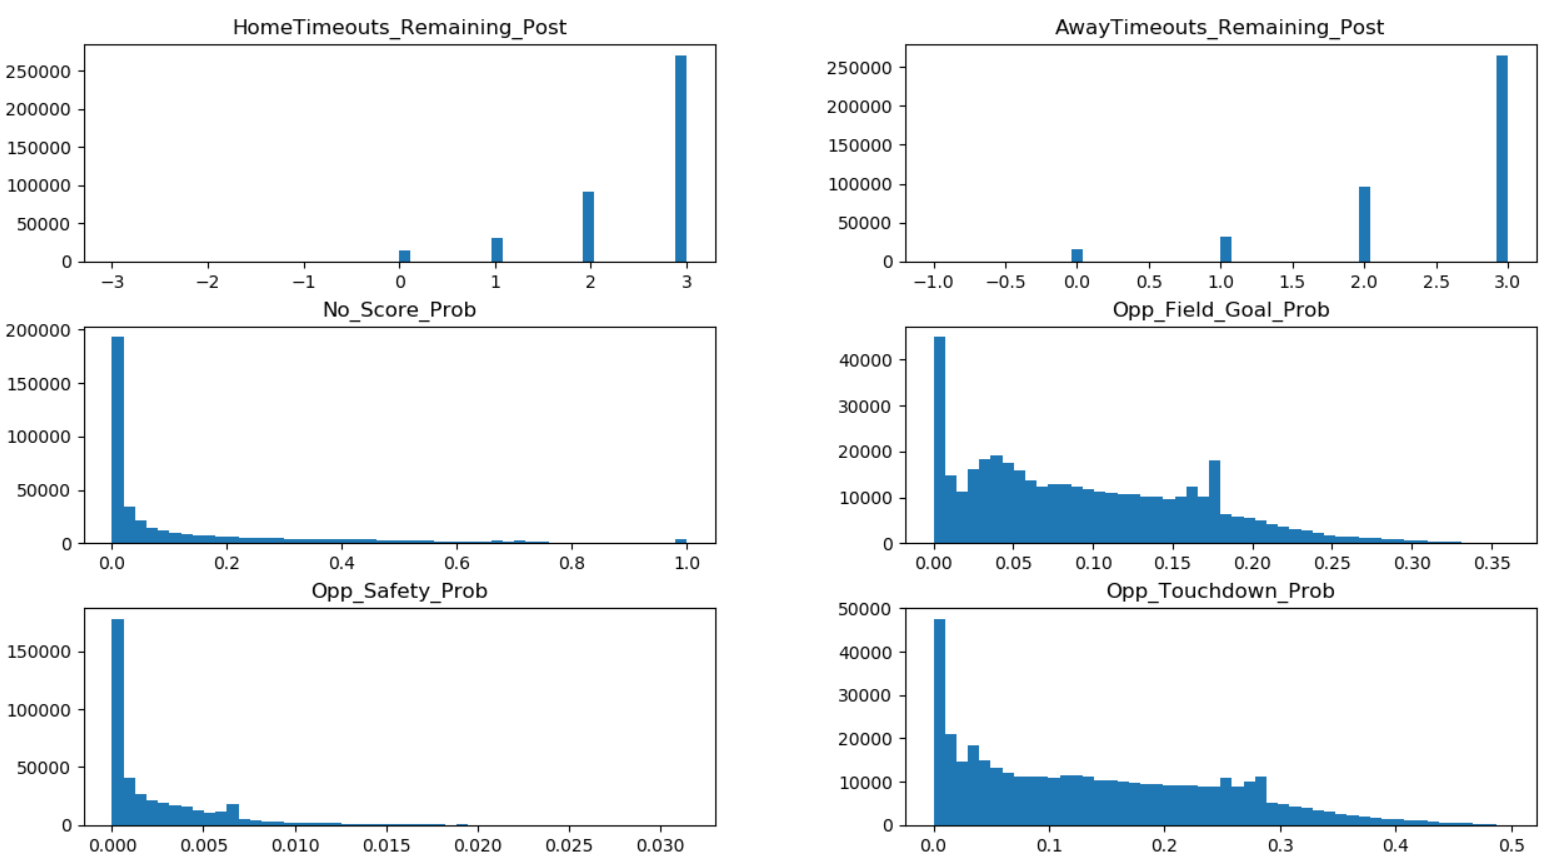 HomeTimeouts_Remaining_Post
250000
200000
150000
100000
50000
0
−3 −2 −1 0 1 2 3
AwayTimeouts_Remaining_Post
250000
200000
150000
100000
50000
0
−1.0 −0.5 0.0 0.5 1.0 1.5 2.0 2.5 3.0
No_Score_Prob
200000
150000
100000
50000
0
0.0 0.2 0.4 0.6 0.8 1.0
Opp_Field_Goal_Prob
40000
30000
20000
10000
0
0.00 0.05 0.10 0.15 0.20 0.25 0.30 0.35
Opp_Safety_Prob
150000
100000
50000
0
0.000 0.005 0.010 0.015 0.020 0.025 0.030
Opp_Touchdown_Prob
50000
40000
30000
20000
10000
0
0.0 0.1 0.2 0.3 0.4 0.5